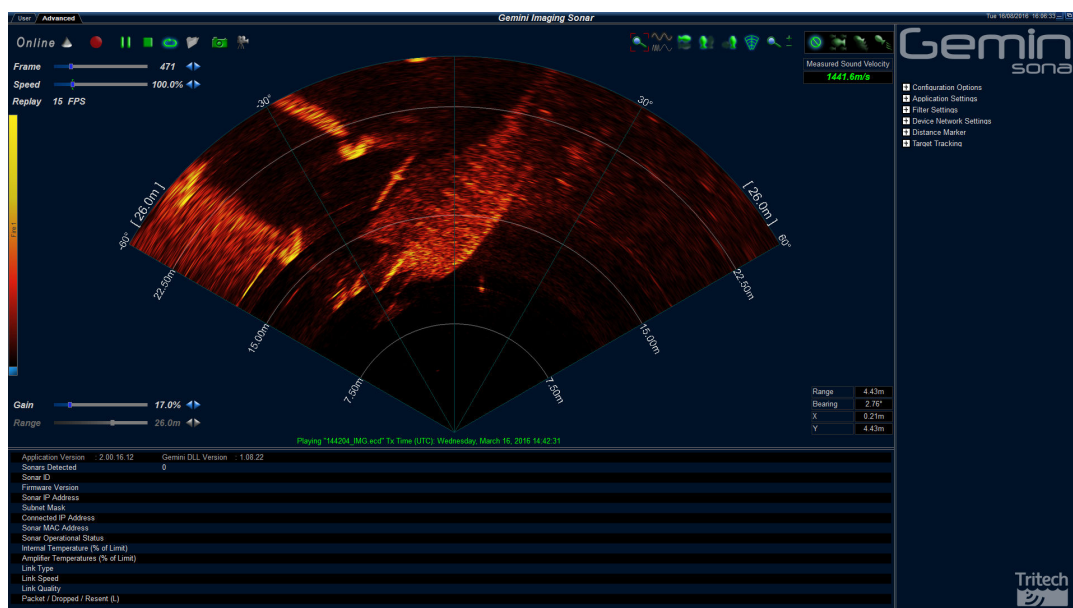 User Advanced
Gemini Imaging Sonar
Tue 16/08/2016 16:06:33
Online
Frame 471
Speed 100.0%
Replay 15 FPS
Measured Sound Velocity
1441.6m/s
Gemin
sona
Configuration Options
Application Settings
Filter Settings
Device Network Settings
Distance Marker
Target Tracking
-30°
30°
[ 26.0m ]
[ 26.0m ]
-60°
60°
22.50m
22.50m
15.00m
15.00m
7.50m
7.50m
Gain 17.0%
Range 26.0m
Range 4.43m
Bearing 2.76°
X 0.21m
Y 4.43m
Playing "144204_IMG.ecd" Tx Time (UTC): Wednesday, March 16, 2016 14:42:31
Application Version : 2.00.16.12 Gemini DLL Version : 1.08.22
Sonars Detected 0
Sonar ID
Firmware Version
Sonar IP Address
Subnet Mask
Connected IP Address
Sonar MAC Address
Sonar Operational Status
Internal Temperature (% of Limit)
Amplifier Temperatures (% of Limit)
Link Type
Link Speed
Link Quality
Packet / Dropped / Resent (L)
Tritech